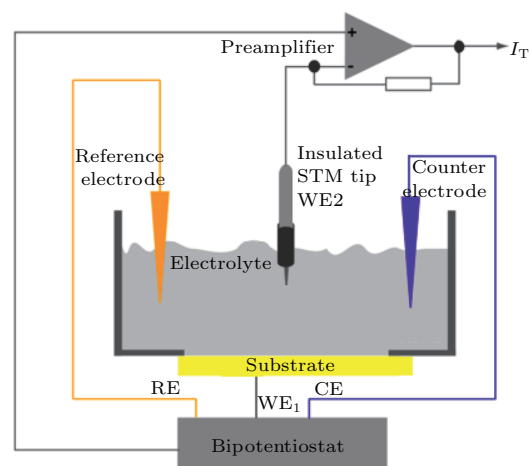 Preamplifier
+
-
I_T
Reference
electrode
Insulated
STM tip
WE2
Counter
electrode
Electrolyte
Substrate
RE
WE₁
CE
Bipotentiostat